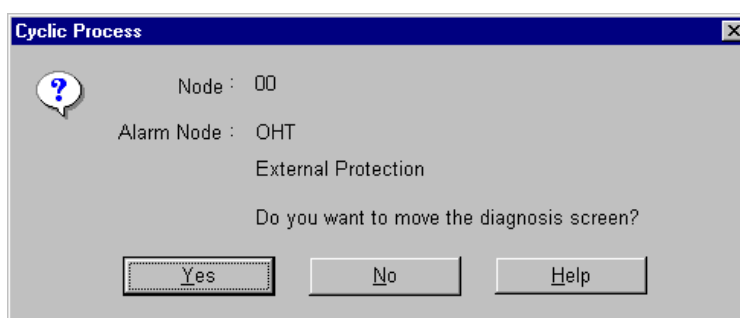 Cyclic Process
Node : 00
Alarm Node : OHT
External Protection
Do you want to move the diagnosis screen?
Yes No Help